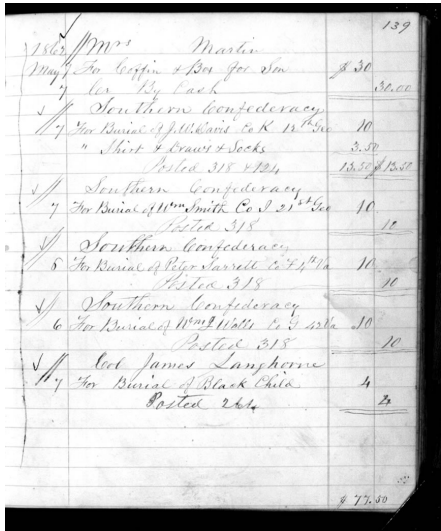 139
1862 Mrs Martin
May 7 For Coffin & Box for Son $ 30
7 Cr By Cash 30.00
Southern Confederacy
7 For Burial of J.W. Davis Co K 12th Geo 10
" Shirt & Draws & Socks 3.50
Posted 318 & 124 13.50 $13.50
Southern Confederacy
7 For Burial of Wm Smith Co I 21st Geo 10
Posted 318 10
Southern Confederacy
6 For Burial of Peter Jarrett Co F 4th Va 10
Posted 318 10
Southern Confederacy
6 For Burial of Wm H Watts Co G 42 Va 10
Posted 318 10
Col James Langhorne
7 For Burial of Black Child 4
Posted 264 4
$ 77.50